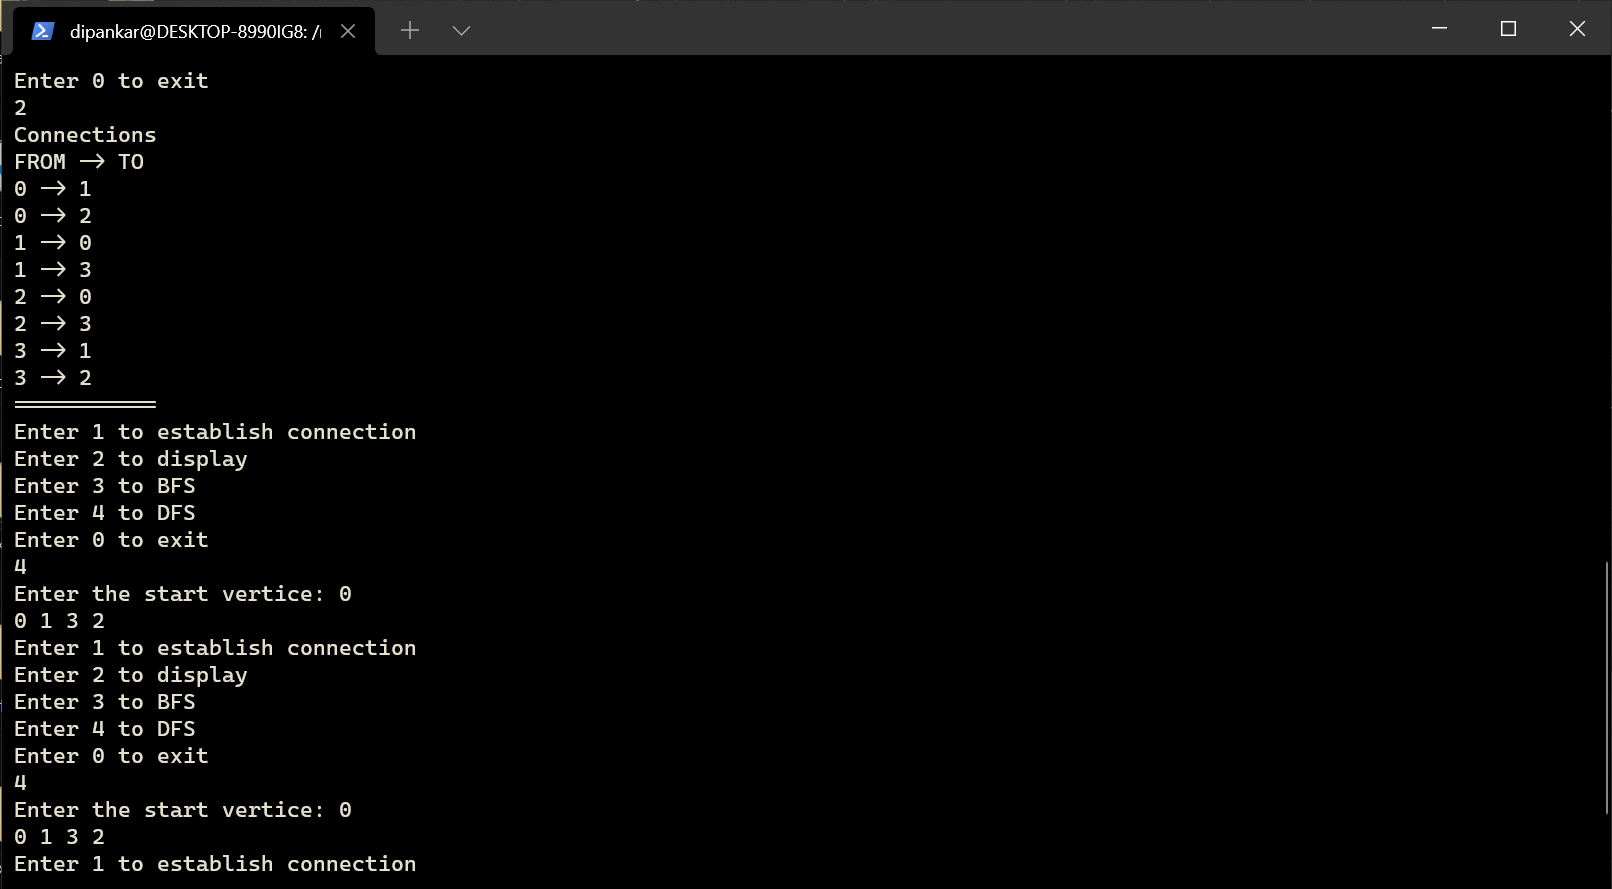 dipankar@DESKTOP-8990IG8: /
Enter 0 to exit
2
Connections
FROM → TO
0 → 1
0 → 2
1 → 0
1 → 3
2 → 0
2 → 3
3 → 1
3 → 2
===========
Enter 1 to establish connection
Enter 2 to display
Enter 3 to BFS
Enter 4 to DFS
Enter 0 to exit
4
Enter the start vertice: 0
0 1 3 2
Enter 1 to establish connection
Enter 2 to display
Enter 3 to BFS
Enter 4 to DFS
Enter 0 to exit
4
Enter the start vertice: 0
0 1 3 2
Enter 1 to establish connection